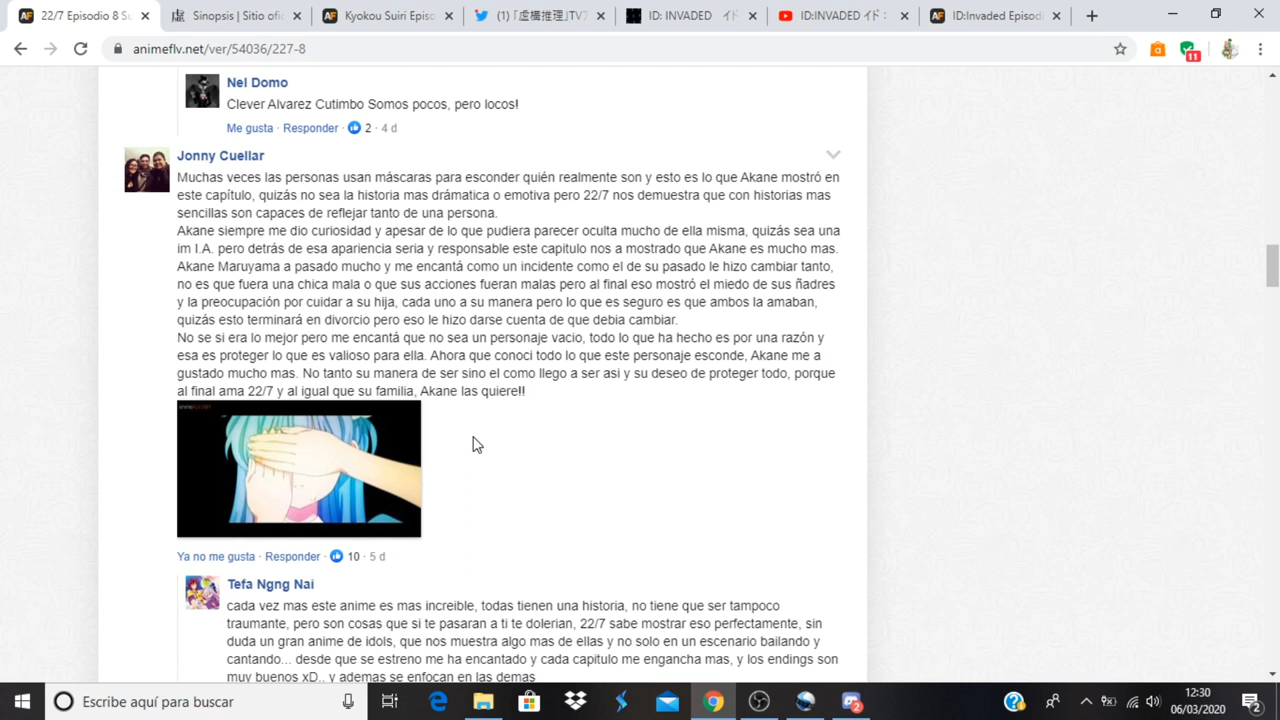 22/7 Episodio 8 Su
Sinopsis | Sitio ofic
Kyokou Suiri Episo
(1) 「虚構推理」TVア
ID: INVADED イド
ID:INVADED イド:
ID:Invaded Episodi
animeflv.net/ver/54036/227-8
11
Nel Domo
Clever Alvarez Cutimbo Somos pocos, pero locos!
Me gusta · Responder · 2 · 4 d
Jonny Cuellar
Muchas veces las personas usan máscaras para esconder quién realmente son y esto es lo que Akane mostró en
este capítulo, quizás no sea la historia mas drámatica o emotiva pero 22/7 nos demuestra que con historias mas
sencillas son capaces de reflejar tanto de una persona.
Akane siempre me dio curiosidad y apesar de lo que pudiera parecer oculta mucho de ella misma, quizás sea una
im I.A. pero detrás de esa apariencia seria y responsable este capitulo nos a mostrado que Akane es mucho mas.
Akane Maruyama a pasado mucho y me encantá como un incidente como el de su pasado le hizo cambiar tanto,
no es que fuera una chica mala o que sus acciones fueran malas pero al final eso mostró el miedo de sus ñadres
y la preocupación por cuidar a su hija, cada uno a su manera pero lo que es seguro es que ambos la amaban,
quizás esto terminará en divorcio pero eso le hizo darse cuenta de que debia cambiar.
No se si era lo mejor pero me encantá que no sea un personaje vacio, todo lo que ha hecho es por una razón y
esa es proteger lo que es valioso para ella. Ahora que conoci todo lo que este personaje esconde, Akane me a
gustado mucho mas. No tanto su manera de ser sino el como llego a ser asi y su deseo de proteger todo, porque
al final ama 22/7 y al igual que su familia, Akane las quiere!!
Ya no me gusta · Responder · 10 · 5 d
Tefa Ngng Nai
cada vez mas este anime es mas increible, todas tienen una historia, no tiene que ser tampoco
traumante, pero son cosas que si te pasaran a ti te dolerian, 22/7 sabe mostrar eso perfectamente, sin
duda un gran anime de idols, que nos muestra algo mas de ellas y no solo en un escenario bailando y
cantando... desde que se estreno me ha encantado y cada capitulo me engancha mas, y los endings son
muy buenos xD.. y ademas se enfocan en las demas
Escribe aquí para buscar
2
12:30
06/03/2020
2